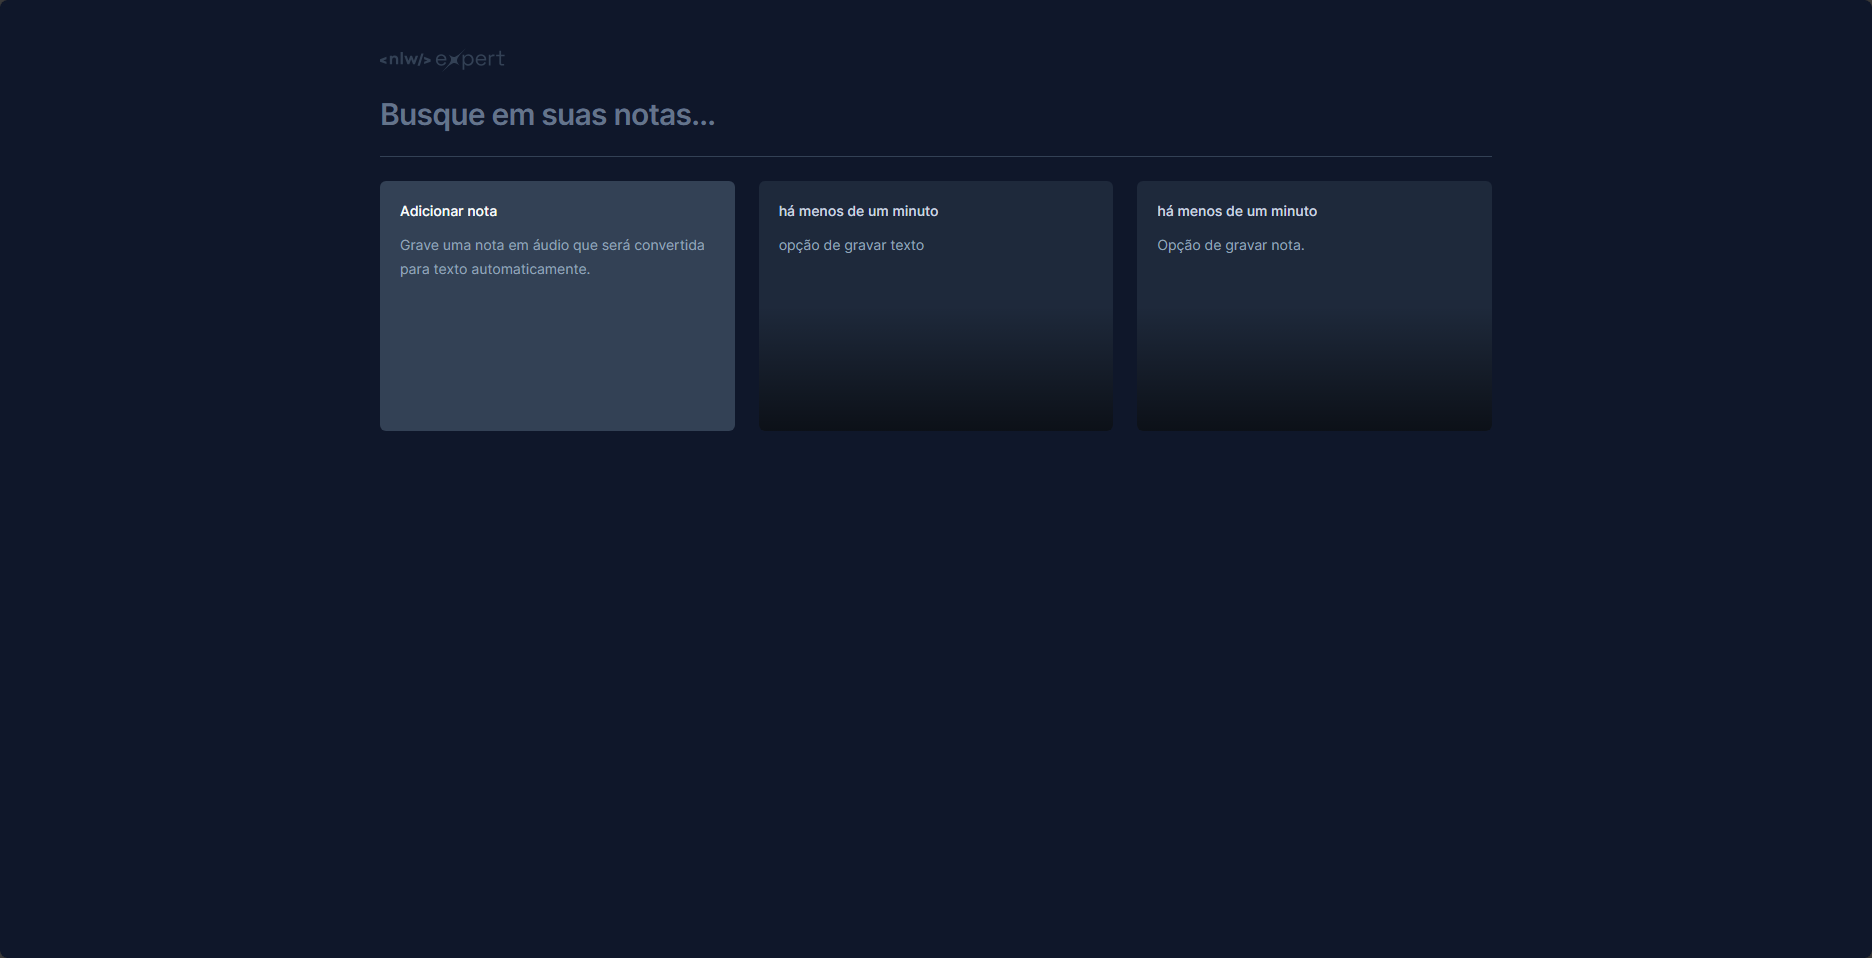 <nlw/> expert
Busque em suas notas...
Adicionar nota
Grave uma nota em áudio que será convertida
para texto automaticamente.
há menos de um minuto
opção de gravar texto
há menos de um minuto
Opção de gravar nota.